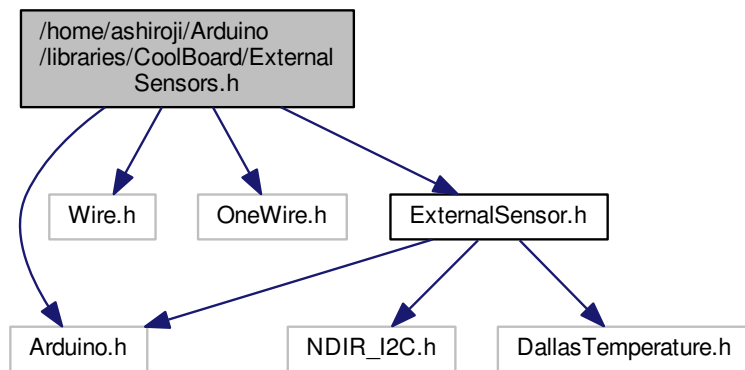 /home/ashiroji/Arduino
/libraries/CoolBoard/External
Sensors.h
Wire.h
OneWire.h
ExternalSensor.h
Arduino.h
NDIR_I2C.h
DallasTemperature.h